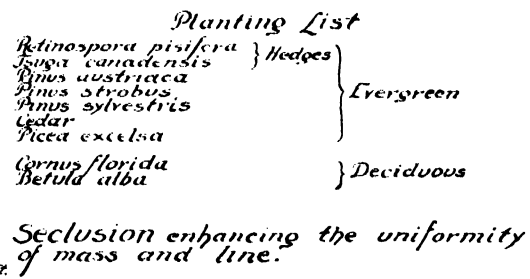 Planting List
Retinospora pisifera
Tsuga canadensis
} Hedges
Pinus austriaca
Pinus strobus
Pinus sylvestris
Cedar
Picea excelsa
} Evergreen
Cornus florida
Betula alba
} Deciduous
Seclusion enhancing the uniformity
of mass and line.